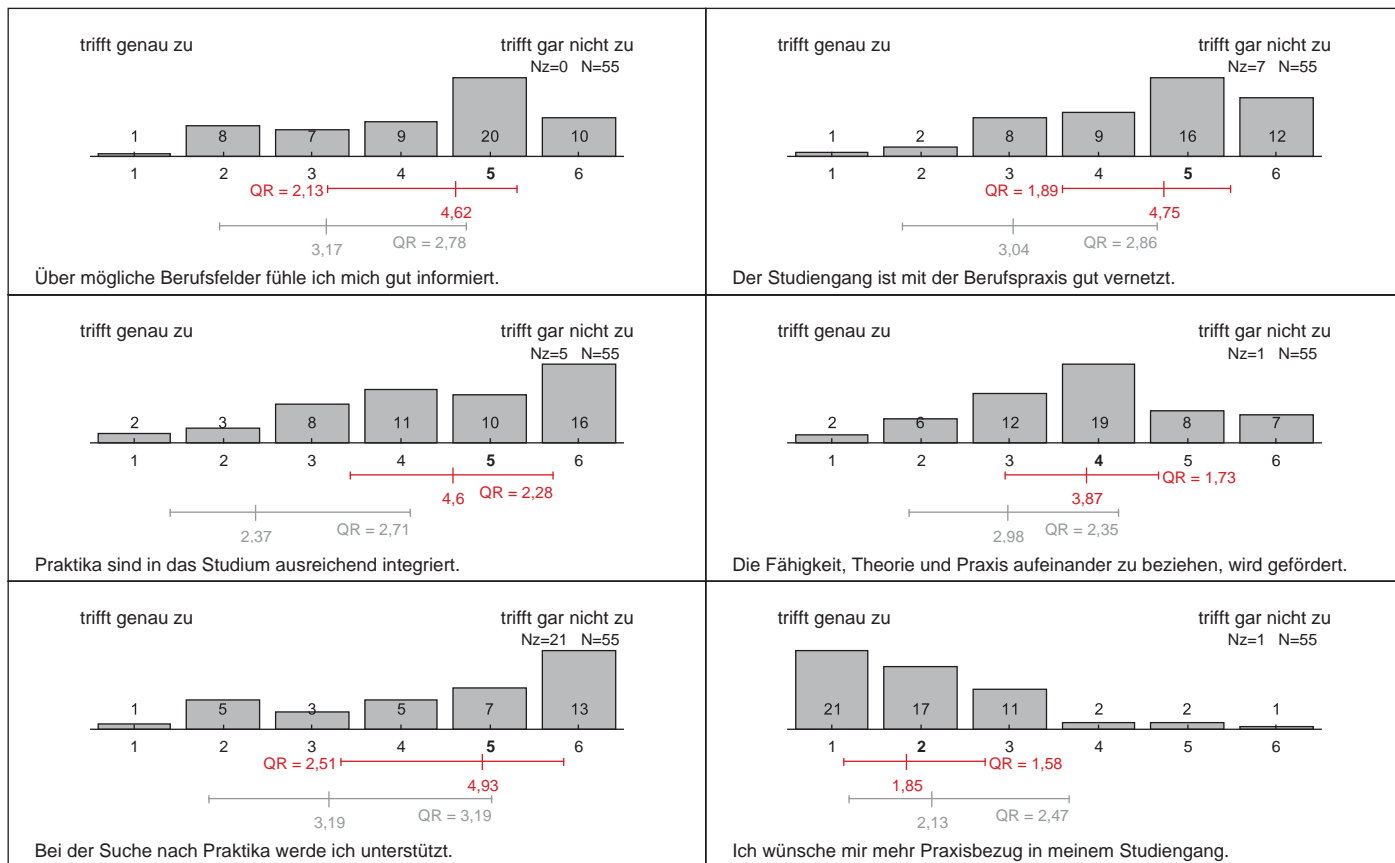 trifft genau zu trifft gar nicht zu
Nz=0 N=55
1 8 7 9 20 10
1 2 3 4 5 6
QR = 2,13
4,62
3,17 QR = 2,78
Über mögliche Berufsfelder fühle ich mich gut informiert.
trifft genau zu trifft gar nicht zu
Nz=7 N=55
1 2 8 9 16 12
1 2 3 4 5 6
QR = 1,89
4,75
3,04 QR = 2,86
Der Studiengang ist mit der Berufspraxis gut vernetzt.
trifft genau zu trifft gar nicht zu
Nz=5 N=55
2 3 8 11 10 16
1 2 3 4 5 6
4,6 QR = 2,28
2,37 QR = 2,71
Praktika sind in das Studium ausreichend integriert.
trifft genau zu trifft gar nicht zu
Nz=1 N=55
2 6 12 19 8 7
1 2 3 4 5 6
QR = 1,73
3,87
2,98 QR = 2,35
Die Fähigkeit, Theorie und Praxis aufeinander zu beziehen, wird gefördert.
trifft genau zu trifft gar nicht zu
Nz=21 N=55
1 5 3 5 7 13
1 2 3 4 5 6
QR = 2,51
4,93
3,19 QR = 3,19
Bei der Suche nach Praktika werde ich unterstützt.
trifft genau zu trifft gar nicht zu
Nz=1 N=55
21 17 11 2 2 1
1 2 3 4 5 6
QR = 1,58
1,85
2,13 QR = 2,47
Ich wünsche mir mehr Praxisbezug in meinem Studiengang.